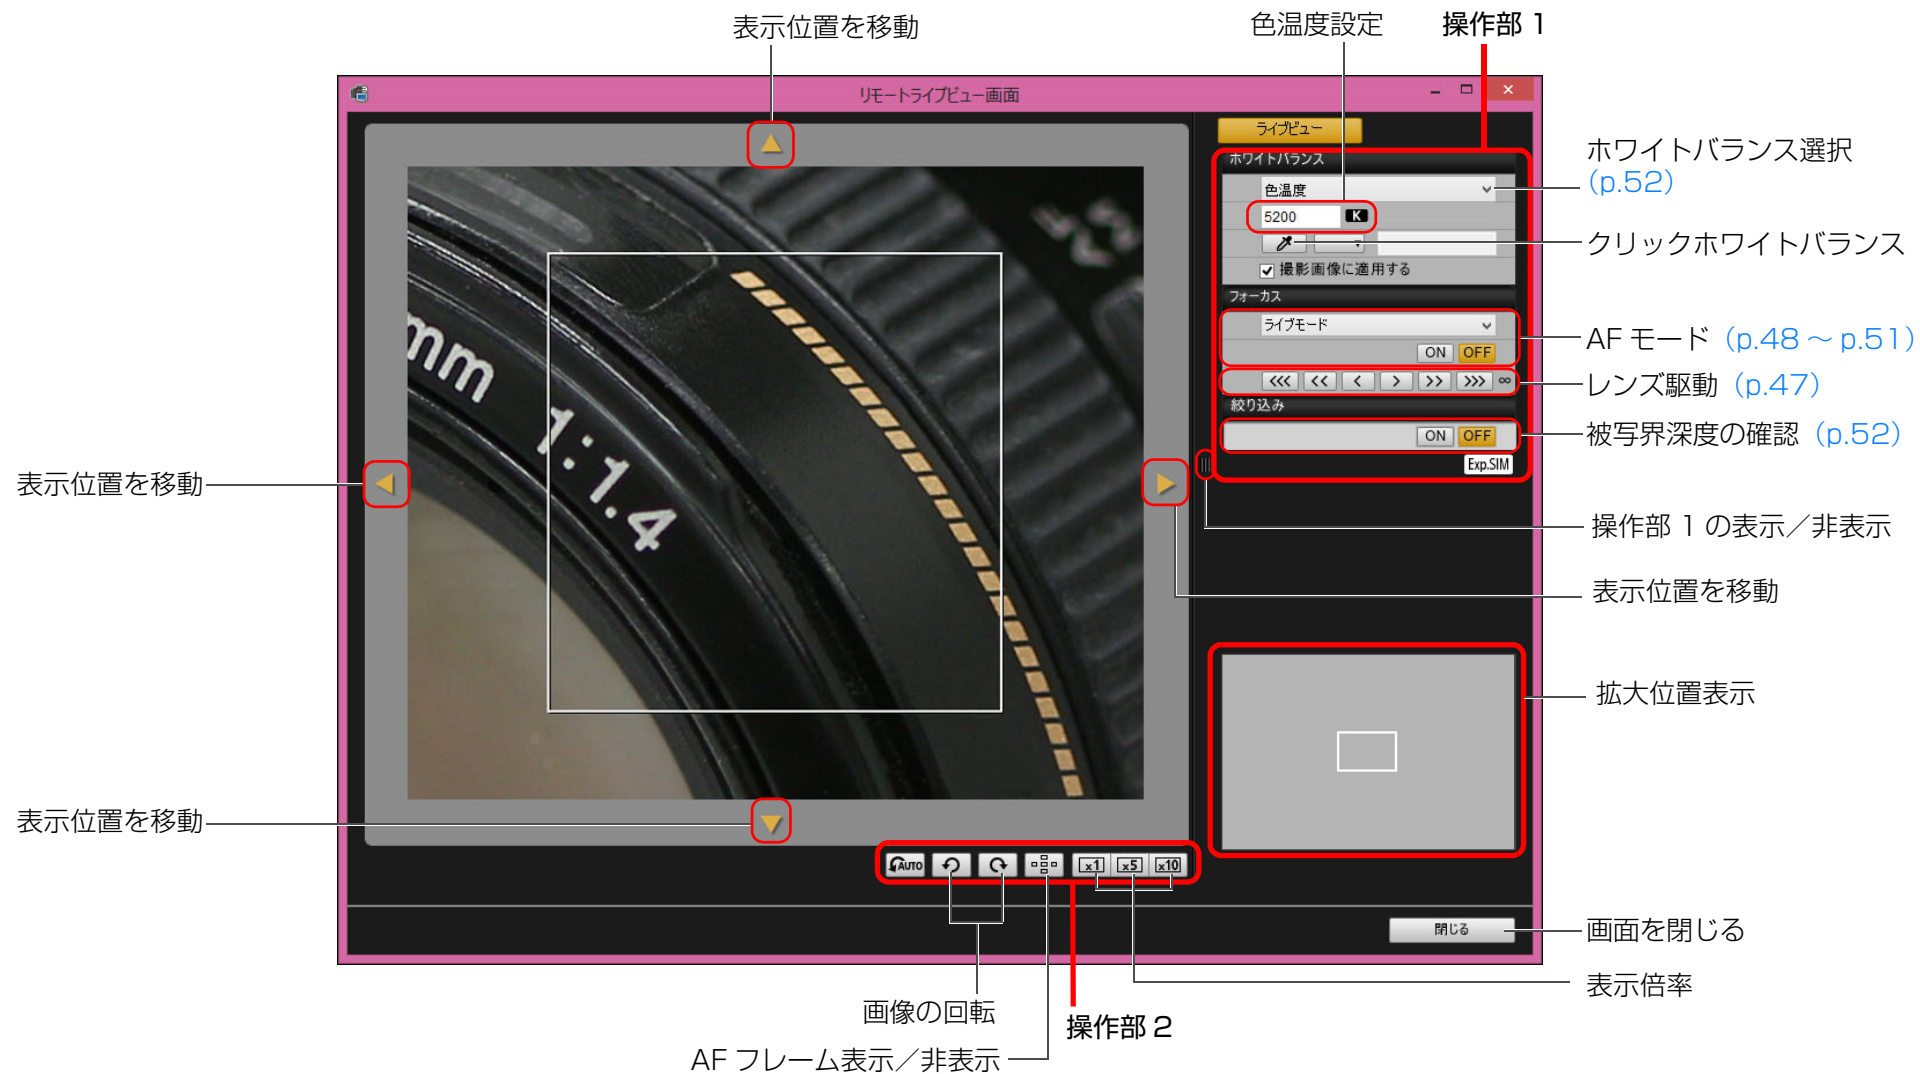 表示位置を移動
色温度設定
操作部 1
リモートライブビュー画面
ライブビュー
ホワイトバランス
ホワイトバランス選択
(p.52)
色温度
5200 K
クリックホワイトバランス
撮影画像に適用する
フォーカス
ライブモード
AF モード (p.48 ～ p.51)
ON OFF
<<< << < > >> >>> ∞
レンズ駆動 (p.47)
絞り込み
ON OFF
被写界深度の確認 (p.52)
Exp.SIM
mm 1:1.4
表示位置を移動
操作部 1 の表示／非表示
表示位置を移動
拡大位置表示
表示位置を移動
AUTO x1 x5 x10
閉じる
画面を閉じる
表示倍率
画像の回転
操作部 2
AF フレーム表示／非表示